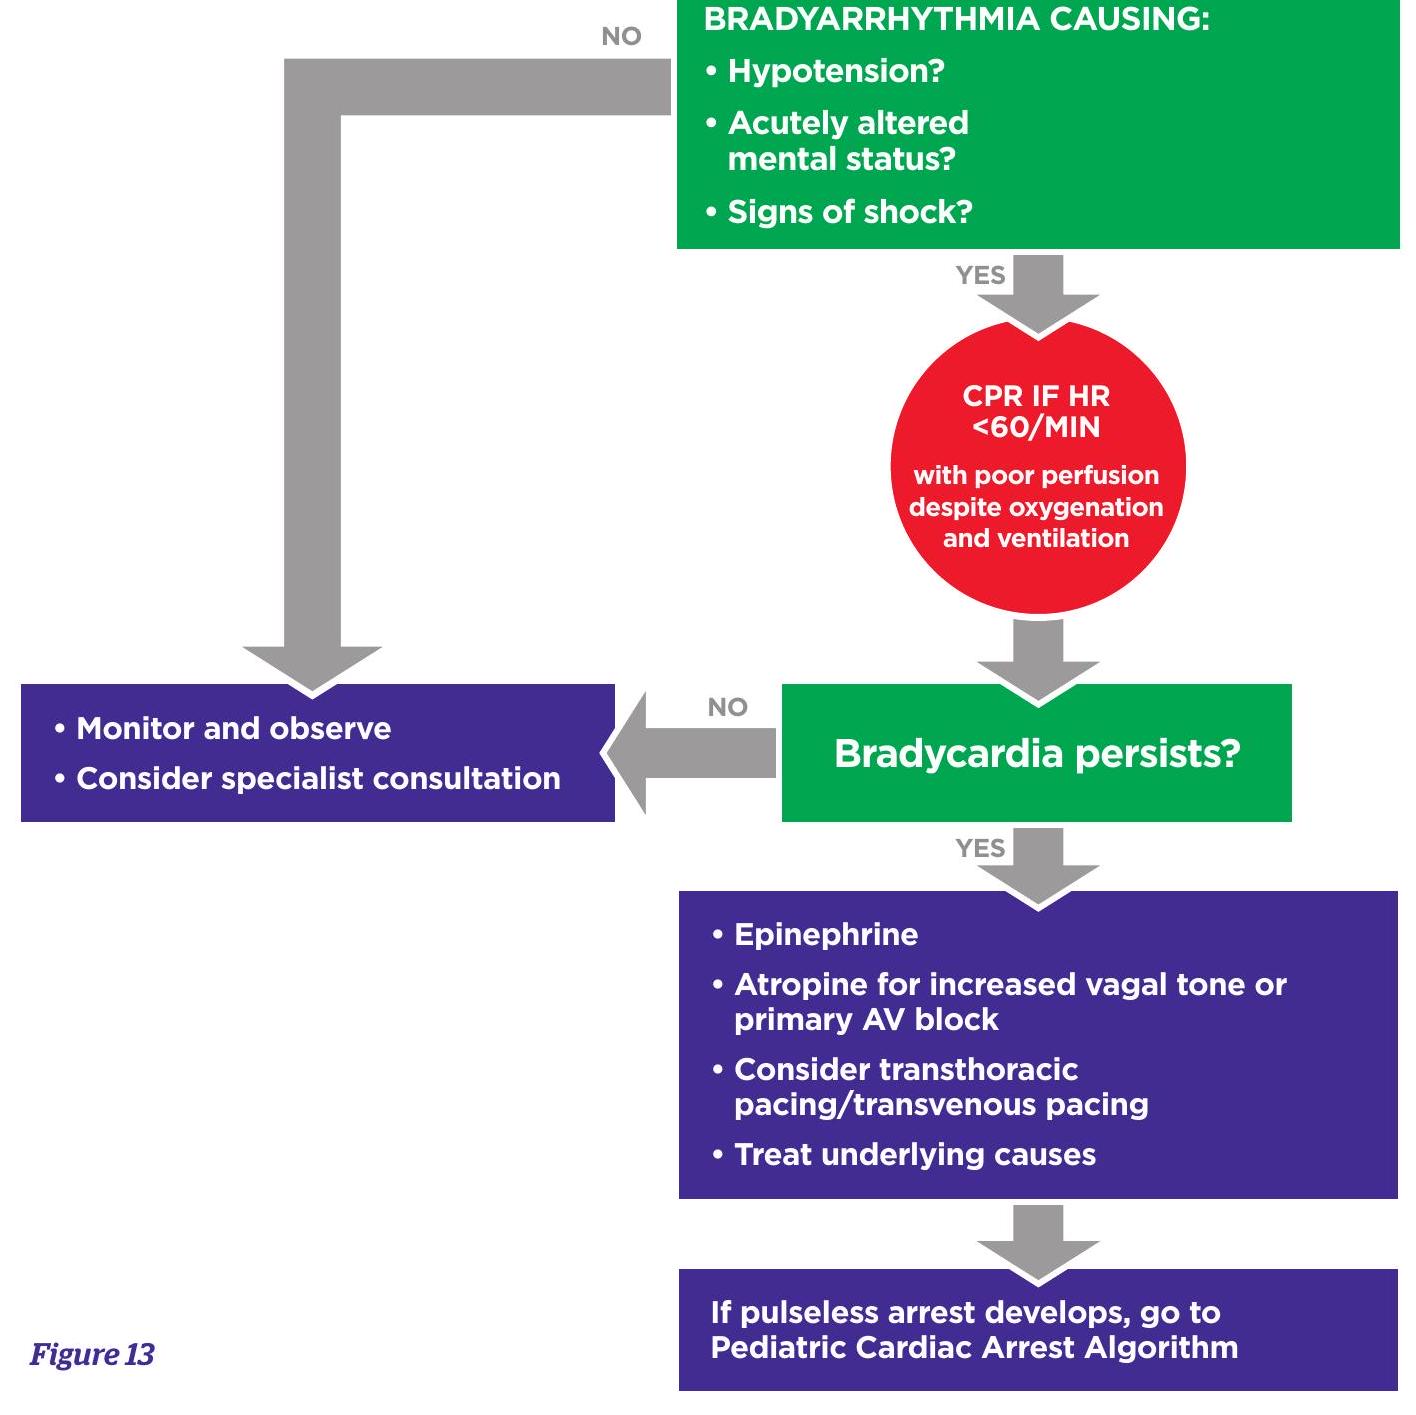 BRADYARRHYTHMIA CAUSING:
• Hypotension?
• Acutely altered
mental status?
• Signs of shock?
NO
YES
CPR IF HR
<60/MIN
with poor perfusion
despite oxygenation
and ventilation
Bradycardia persists?
NO
• Monitor and observe
• Consider specialist consultation
YES
• Epinephrine
• Atropine for increased vagal tone or
primary AV block
• Consider transthoracic
pacing/transvenous pacing
• Treat underlying causes
If pulseless arrest develops, go to
Pediatric Cardiac Arrest Algorithm
Figure 13